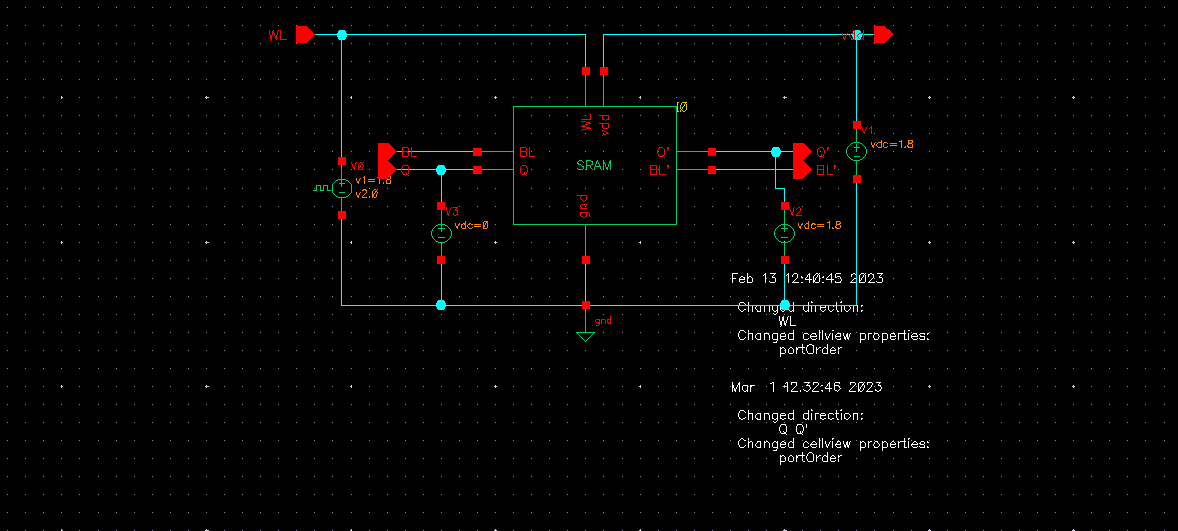 WL
vdd
I0
WL vdd
V1
vdc=1.8
BL BL Q' Q'
SRAM
Q Q BL' BL'
V0
v1=1.8
v2.0
gnd
V3
vdc=0
V2
vdc=1.8
Feb 13 12:40:45 2023
Changed direction:
WL
gnd
Changed cellview properties:
portOrder
Mar 1 12:32:46 2023
Changed direction:
Q Q'
Changed cellview properties:
portOrder